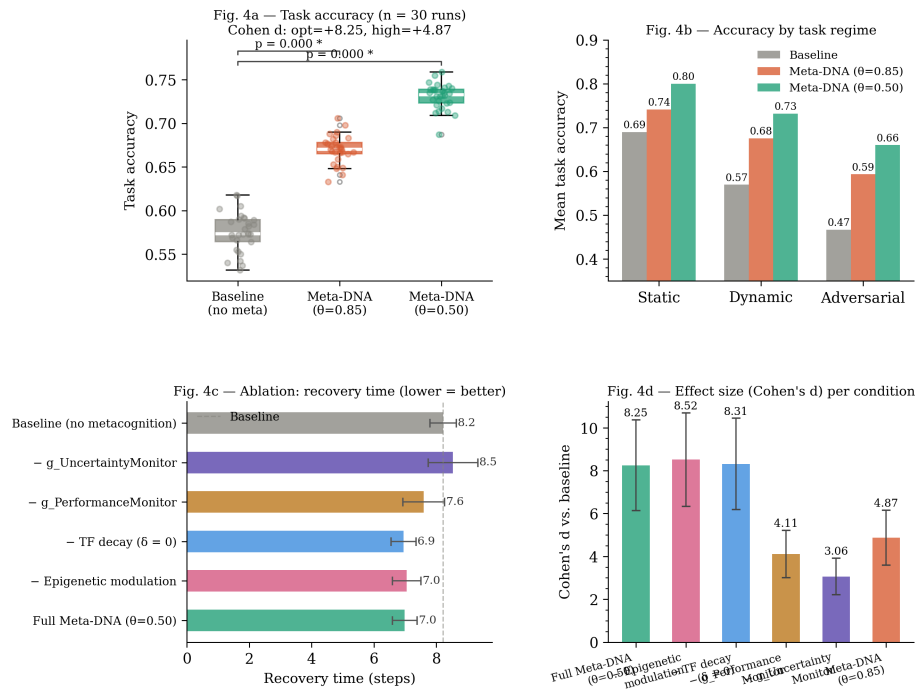 Fig. 4a — Task accuracy (n = 30 runs)
Cohen d: opt=+8.25, high=+4.87
p = 0.000 *
p = 0.000 *
Task accuracy
0.75
0.70
0.65
0.60
0.55
Baseline
(no meta)
Meta-DNA
(θ=0.85)
Meta-DNA
(θ=0.50)
Fig. 4b — Accuracy by task regime
Baseline
Meta-DNA (θ=0.85)
Meta-DNA (θ=0.50)
Mean task accuracy
0.9
0.8
0.7
0.6
0.5
0.4
0.69
0.74
0.80
0.57
0.68
0.73
0.47
0.59
0.66
Static
Dynamic
Adversarial
Fig. 4c — Ablation: recovery time (lower = better)
Baseline
Baseline (no metacognition)
8.2
− g_UncertaintyMonitor
8.5
− g_PerformanceMonitor
7.6
− TF decay (δ = 0)
6.9
− Epigenetic modulation
7.0
Full Meta-DNA (θ=0.50)
7.0
0
2
4
6
8
Recovery time (steps)
Fig. 4d — Effect size (Cohen's d) per condition
Cohen's d vs. baseline
10
8
6
4
2
0
8.25
8.52
8.31
4.11
3.06
4.87
Full Meta-DNA
(θ=0.50)
Epigenetic
modulation
TF decay
Meta-DNA
(θ=0.85)